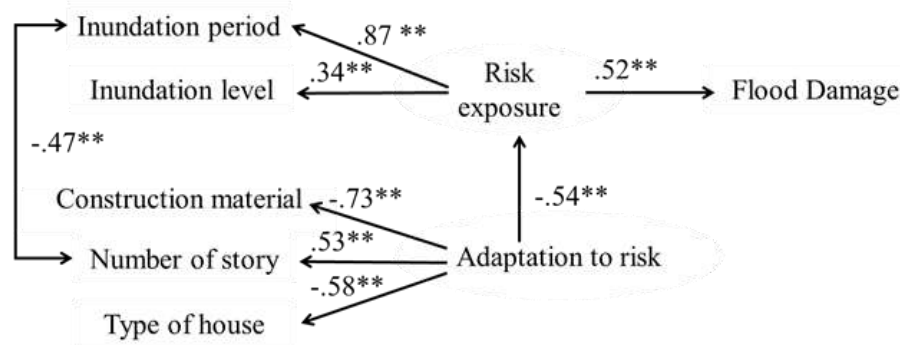 Inundation period
.87 **
Risk
exposure
.52**
Flood Damage
Inundation level
.34**
-.47**
-.54**
Construction material
-.73**
Number of story
.53**
Adaptation to risk
-.58**
Type of house